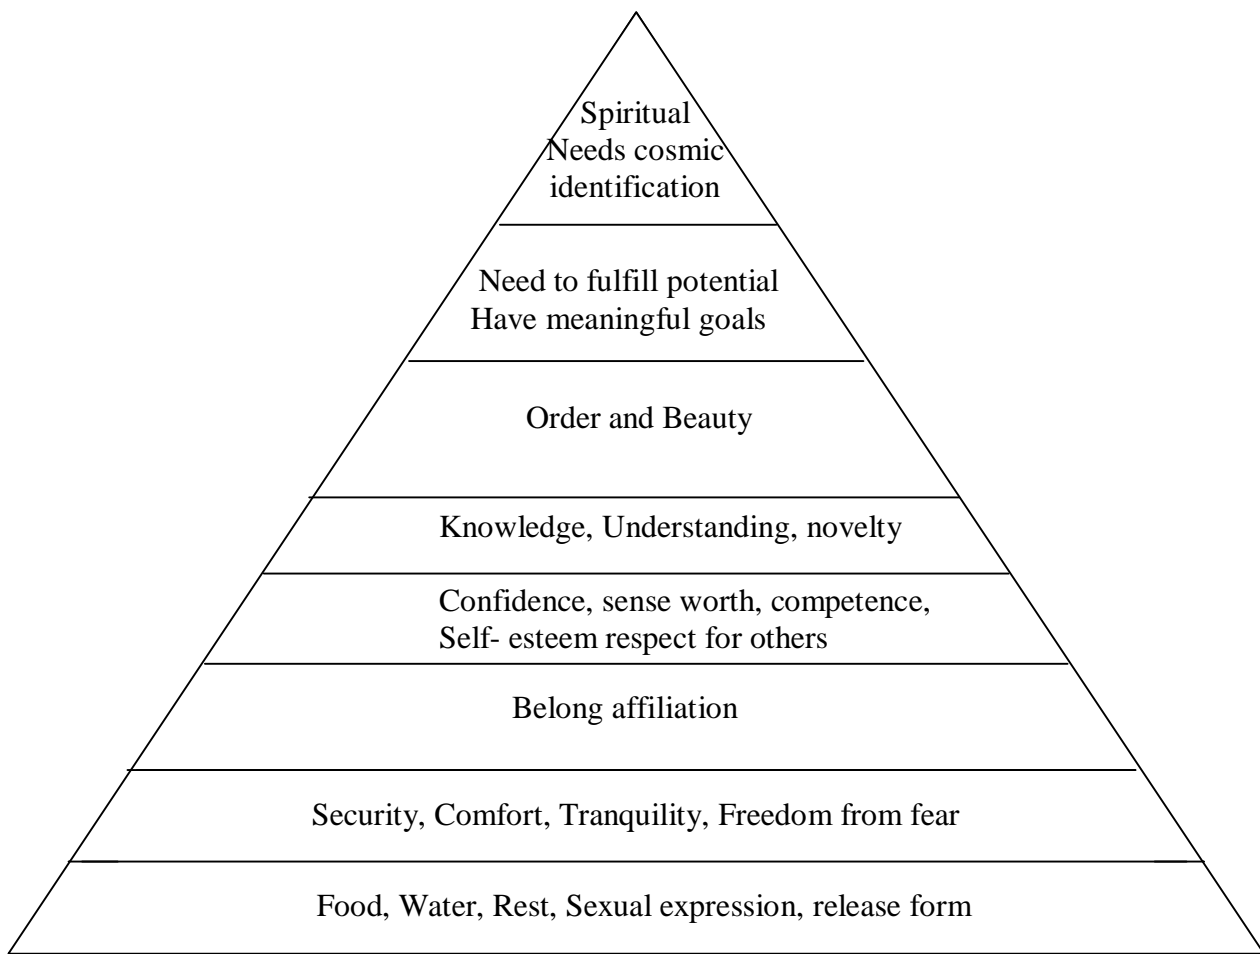 Spiritual
Needs cosmic
identification
Need to fulfill potential
Have meaningful goals
Order and Beauty
Knowledge, Understanding, novelty
Confidence, sense worth, competence,
Self- esteem respect for others
Belong affiliation
Security, Comfort, Tranquility, Freedom from fear
Food, Water, Rest, Sexual expression, release form